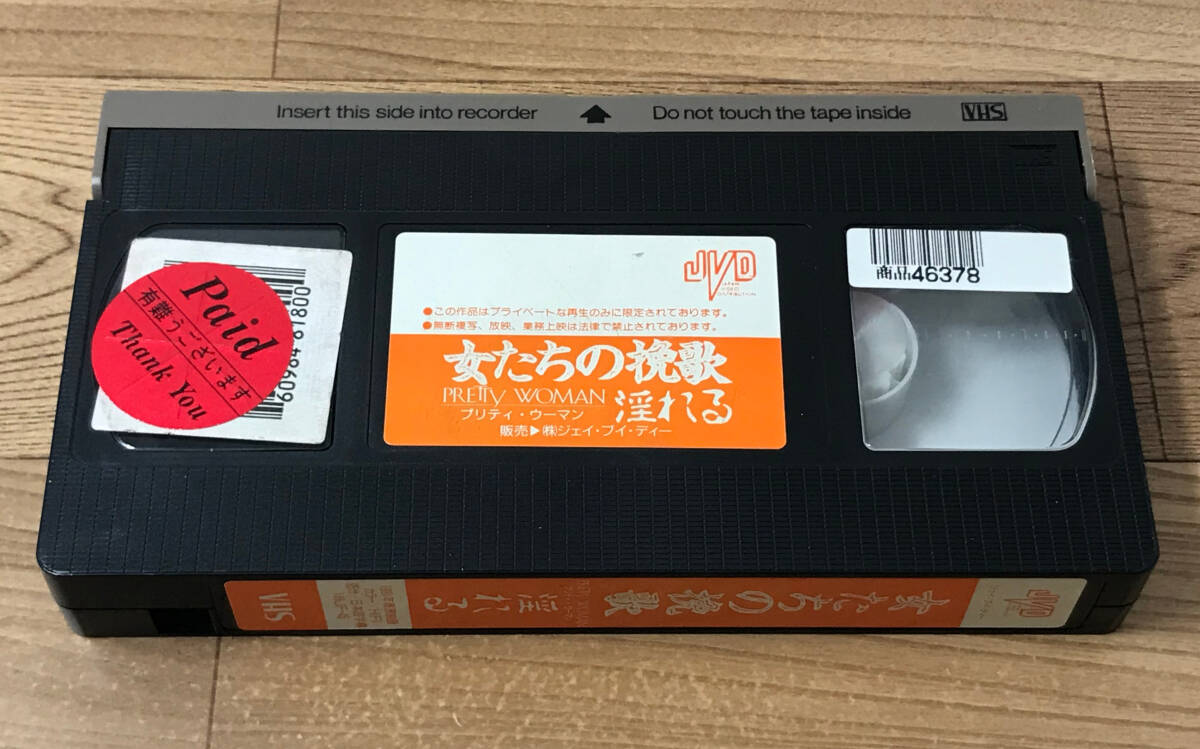 Insert this side into recorder
Do not touch the tape inside
VHS
Paid
有難うございます
Thank You
60964 61800
JVD
JAPAN
VIDEO
DISTRIBUTION
●この作品はプライベートな再生のみに限定されております。
●無断複写、放映、業務上映は法律で禁止されております。
女たちの挽歌
PRETTY WOMAN
プリティ・ウーマン
淫れる
販売▶㈱ジェイ・ブイ・ディー
商品46378
JVD
女たちの挽歌
淫れる
VHS